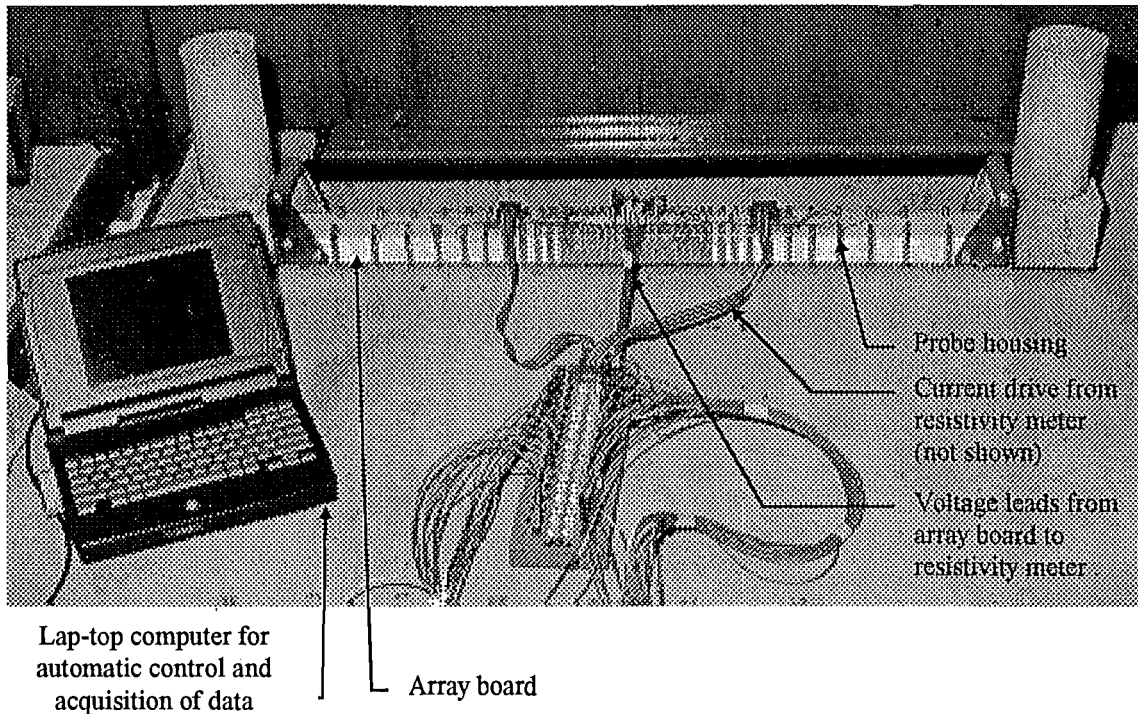 Probe housing
Current drive from
resistivity meter
(not shown)
Voltage leads from
array board to
resistivity meter
Lap-top computer for
automatic control and
acquisition of data
Array board